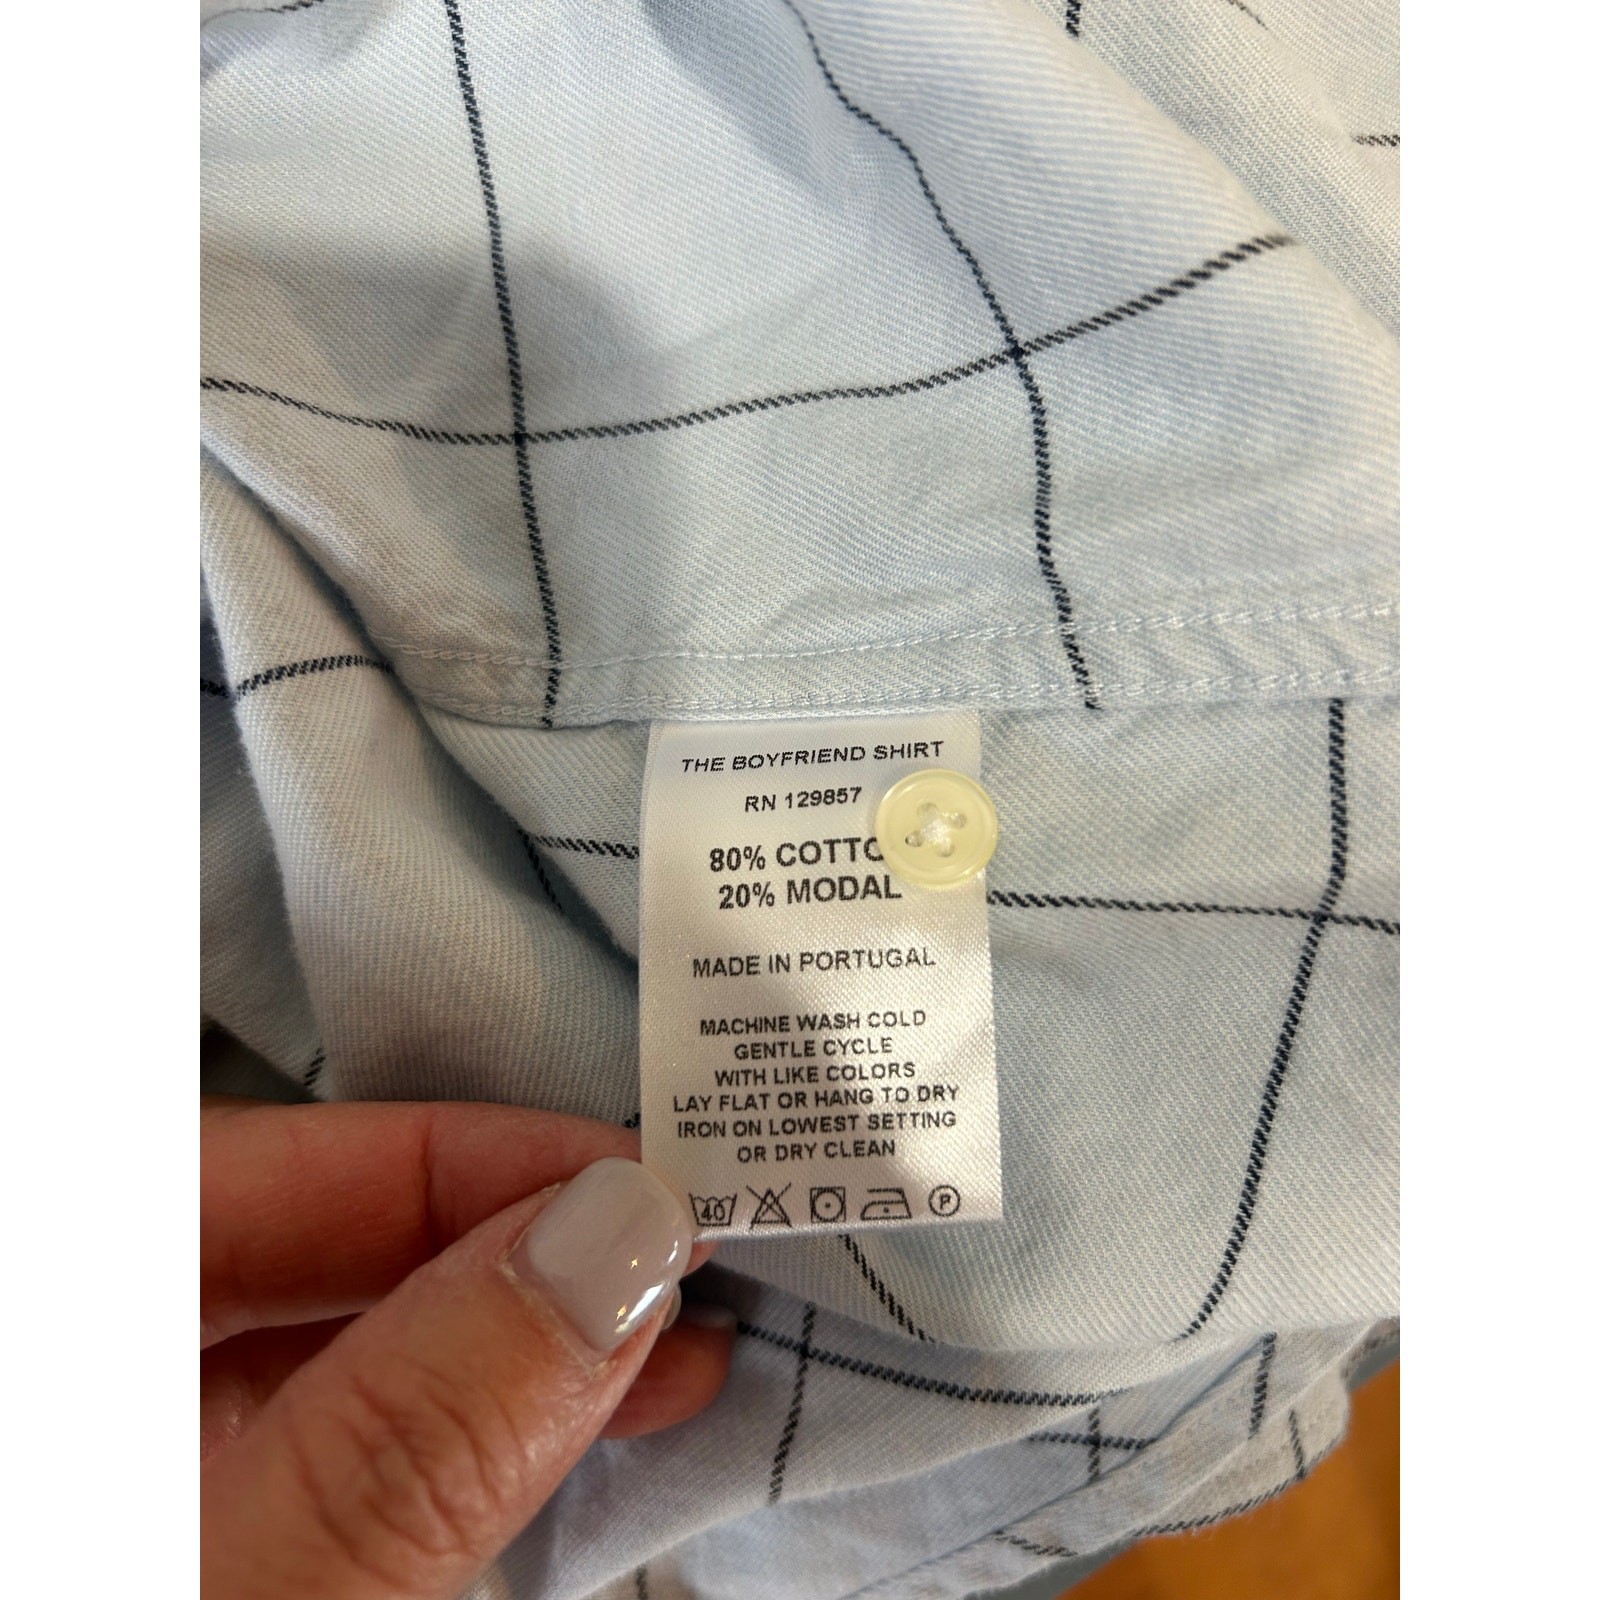 THE BOYFRIEND SHIRT
RN 129857
80% COTTO
20% MODAL
MADE IN PORTUGAL
MACHINE WASH COLD
GENTLE CYCLE
WITH LIKE COLORS
LAY FLAT OR HANG TO DRY
IRON ON LOWEST SETTING
OR DRY CLEAN
40 P